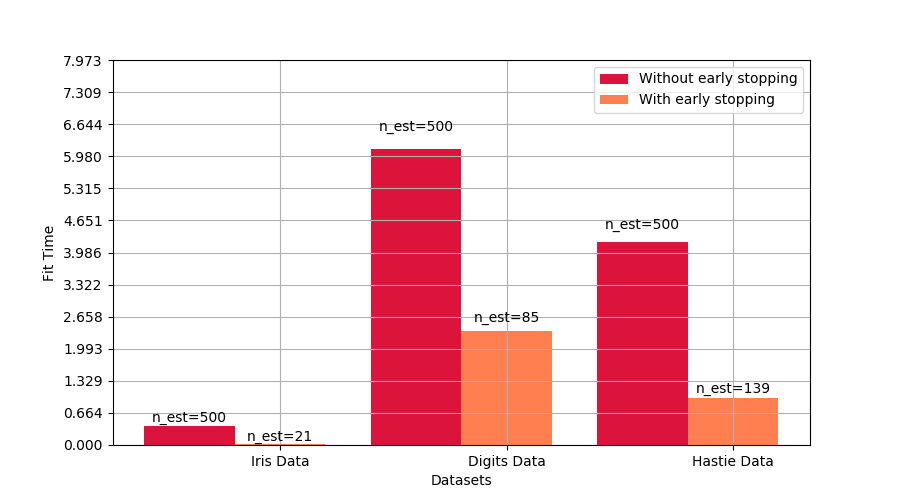 7.973
7.309
6.644
5.980
5.315
4.651
3.986
3.322
2.658
1.993
1.329
0.664
0.000
Fit Time
Without early stopping
With early stopping
n_est=500
n_est=21
n_est=500
n_est=85
n_est=500
n_est=139
Iris Data
Digits Data
Hastie Data
Datasets